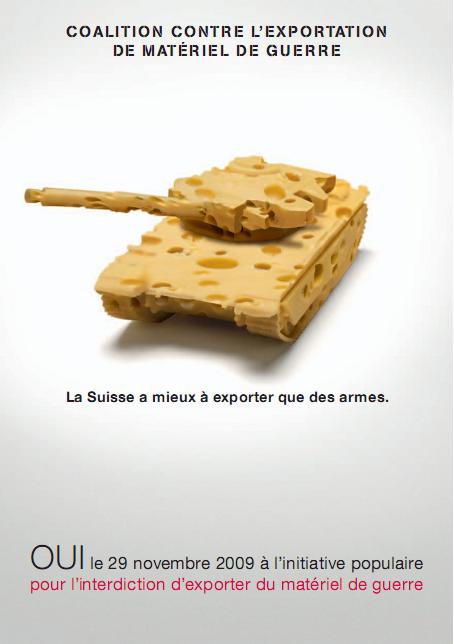 COALITION CONTRE L'EXPORTATION
DE MATÉRIEL DE GUERRE
La Suisse a mieux à exporter que des armes.
OUI le 29 novembre 2009 à l'initiative populaire
pour l'interdiction d'exporter du matériel de guerre